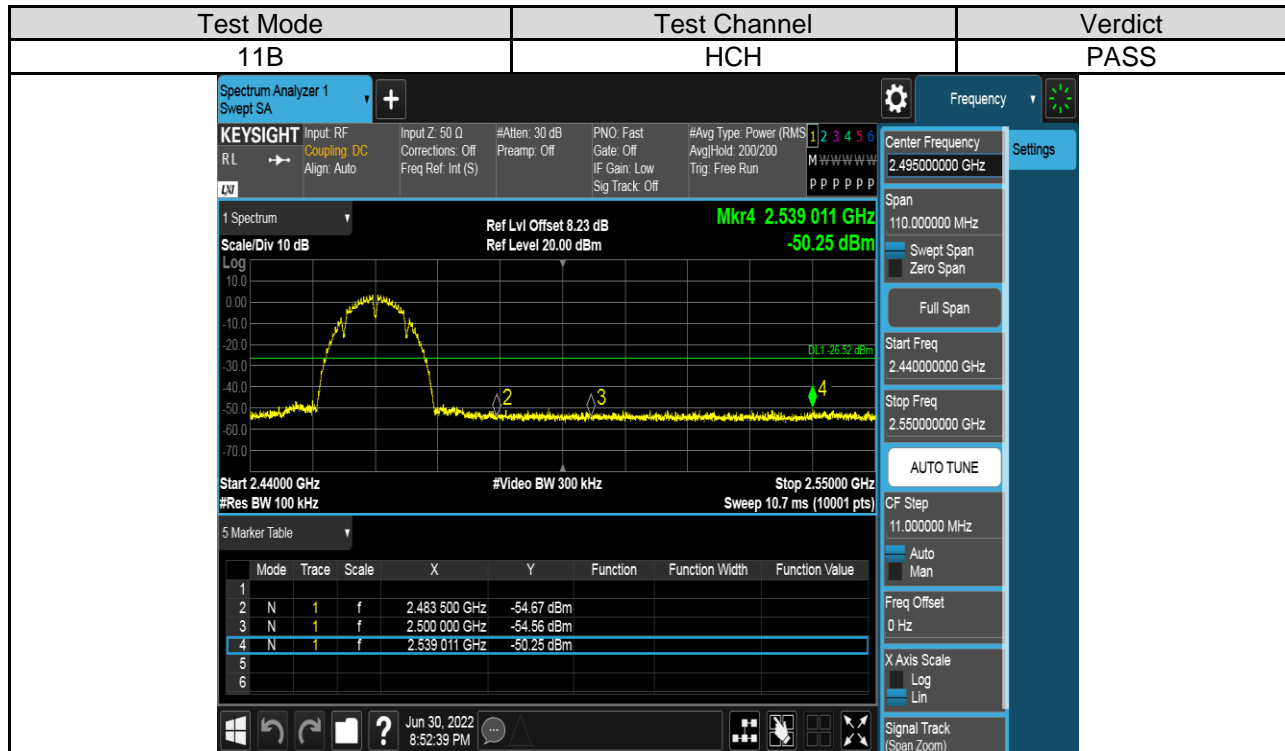 Test Mode Test Channel Verdict
11B HCH PASS
Spectrum Analyzer 1
Swept SA
+
Frequency
KEYSIGHT
RL
LXI
Input: RF
Coupling: DC
Align: Auto
Input Z: 50 Ω
Corrections: Off
Freq Ref: Int (S)
#Atten: 30 dB
Preamp: Off
PNO: Fast
Gate: Off
IF Gain: Low
Sig Track: Off
#Avg Type: Power (RMS
Avg|Hold: 200/200
Trig: Free Run
1 2 3 4 5 6
M W W W W W
P P P P P P
1 Spectrum
Scale/Div 10 dB
Ref Lvl Offset 8.23 dB
Ref Level 20.00 dBm
Mkr4 2.539 011 GHz
-50.25 dBm
Log
10.0
0.00
-10.0
-20.0
-30.0
-40.0
-50.0
-60.0
-70.0
DL1 -26.52 dBm
2
3
4
Start 2.44000 GHz #Video BW 300 kHz Stop 2.55000 GHz
#Res BW 100 kHz Sweep 10.7 ms (10001 pts)
5 Marker Table
Mode Trace Scale X Y Function Function Width Function Value
1
2 N 1 f 2.483 500 GHz -54.67 dBm
3 N 1 f 2.500 000 GHz -54.56 dBm
4 N 1 f 2.539 011 GHz -50.25 dBm
5
6
?
Jun 30, 2022
8:52:39 PM
Center Frequency
2.495000000 GHz
Settings
Span
110.000000 MHz
Swept Span
Zero Span
Full Span
Start Freq
2.440000000 GHz
Stop Freq
2.550000000 GHz
AUTO TUNE
CF Step
11.000000 MHz
Auto
Man
Freq Offset
0 Hz
X Axis Scale
Log
Lin
Signal Track
(Span Zoom)